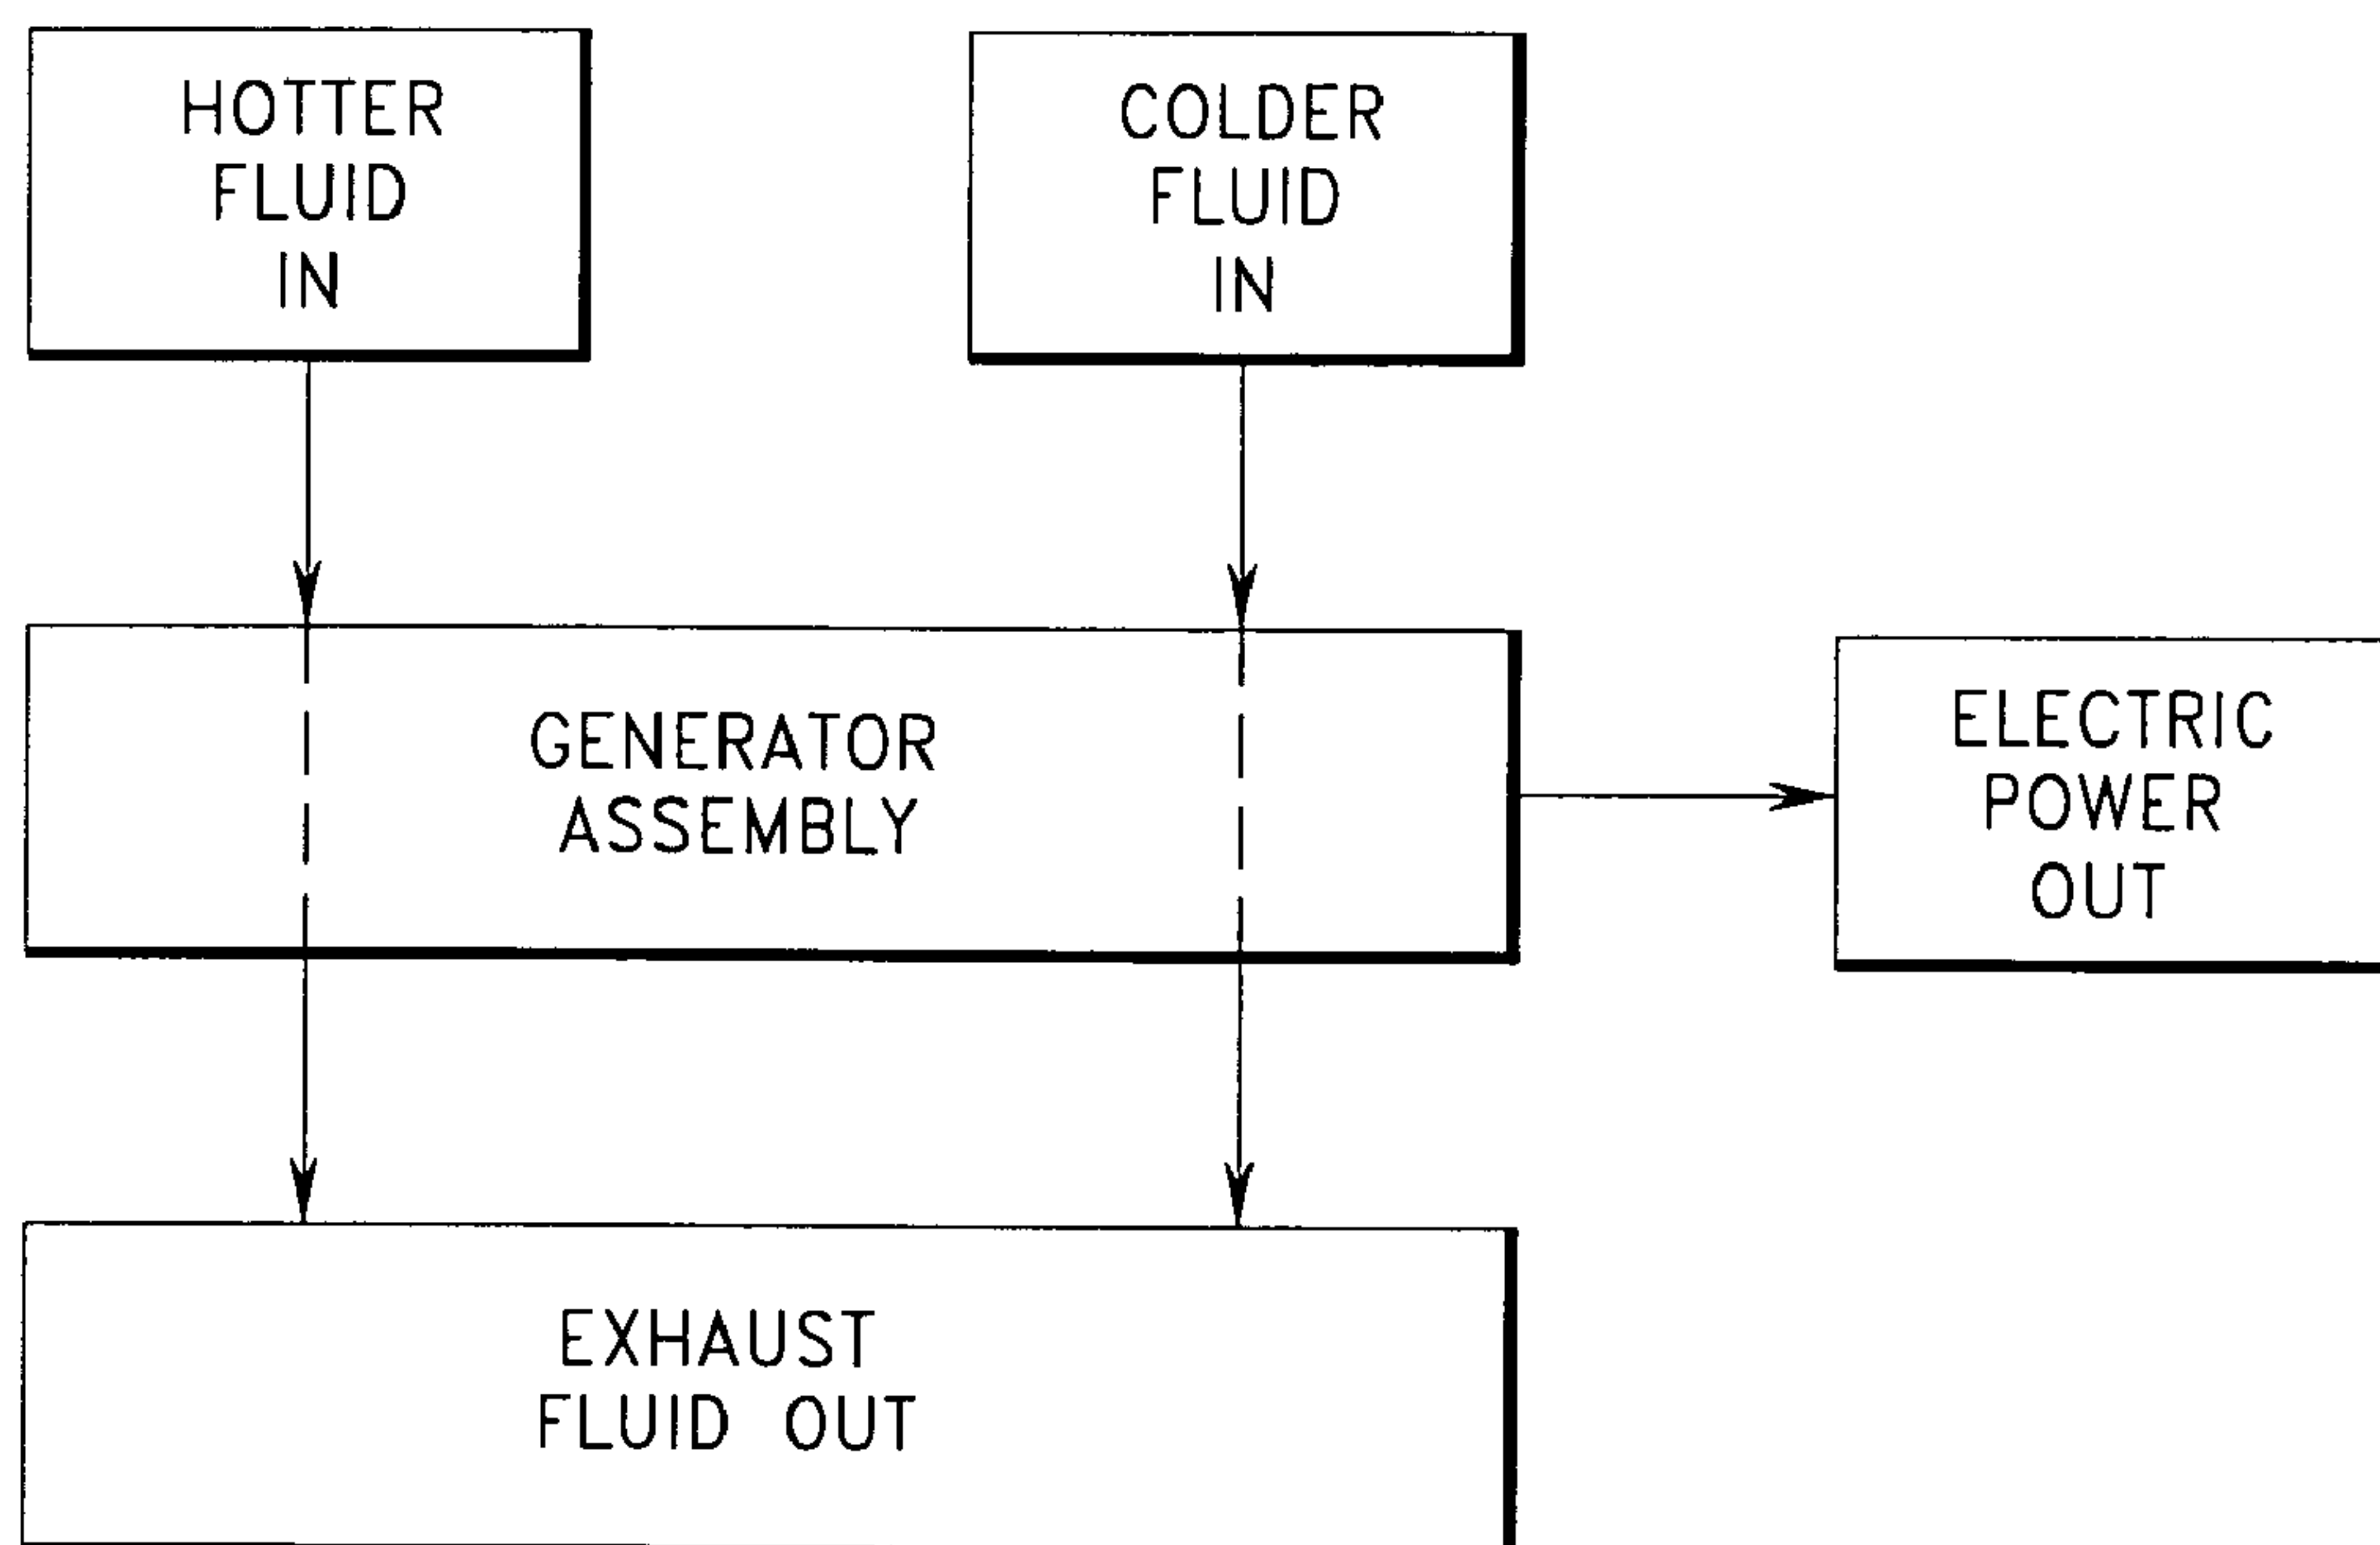 HOTTER
FLUID
IN
COLDER
FLUID
IN
GENERATOR
ASSEMBLY
ELECTRIC
POWER
OUT
EXHAUST
FLUID OUT